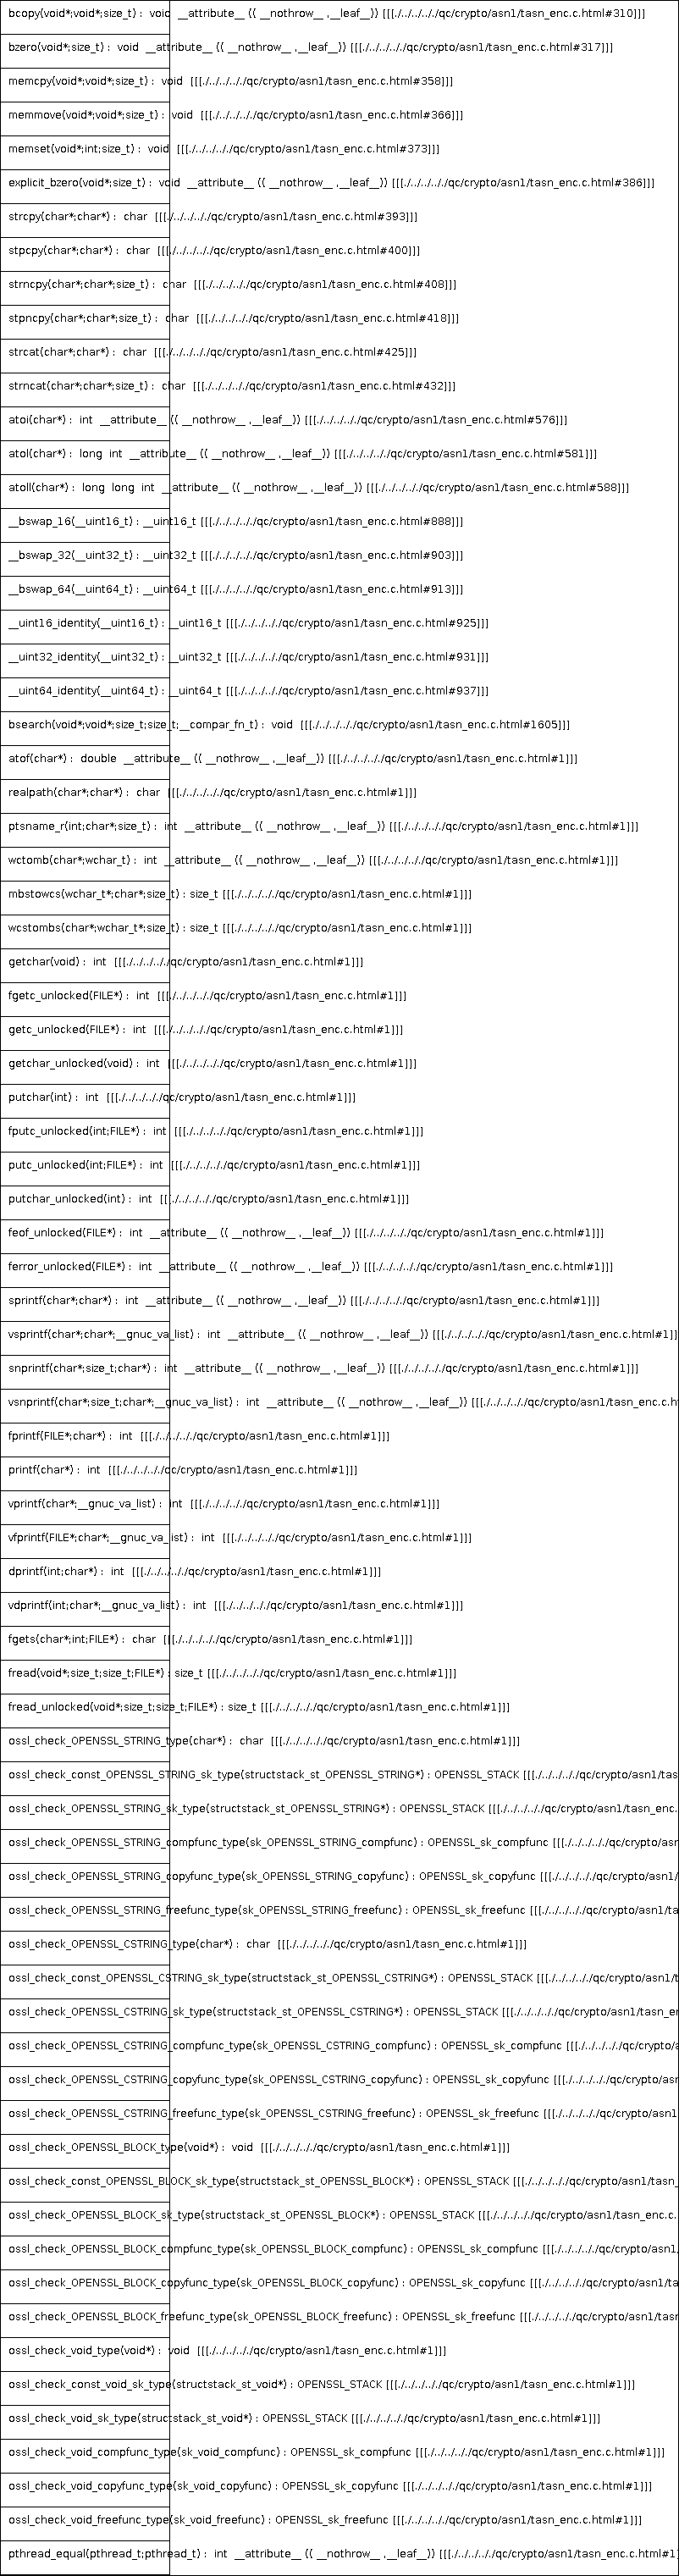 bcopy(void*;void*;size_t) : void __attribute__ (( __nothrow__ ,__leaf__)) [[[./../../../qc/crypto/asn1/tasn_enc.c.html#310]]]
bzero(void*;size_t) : void __attribute__ (( __nothrow__ ,__leaf__)) [[[./../../../qc/crypto/asn1/tasn_enc.c.html#317]]]
memcpy(void*;void*;size_t) : void [[[./../../../qc/crypto/asn1/tasn_enc.c.html#358]]]
memmove(void*;void*;size_t) : void [[[./../../../qc/crypto/asn1/tasn_enc.c.html#366]]]
memset(void*;int;size_t) : void [[[./../../../qc/crypto/asn1/tasn_enc.c.html#373]]]
explicit_bzero(void*;size_t) : void __attribute__ (( __nothrow__ ,__leaf__)) [[[./../../../qc/crypto/asn1/tasn_enc.c.html#386]]]
strcpy(char*;char*) : char [[[./../../../qc/crypto/asn1/tasn_enc.c.html#393]]]
stpcpy(char*;char*) : char [[[./../../../qc/crypto/asn1/tasn_enc.c.html#400]]]
strncpy(char*;char*;size_t) : char [[[./../../../qc/crypto/asn1/tasn_enc.c.html#408]]]
stpncpy(char*;char*;size_t) : char [[[./../../../qc/crypto/asn1/tasn_enc.c.html#418]]]
strcat(char*;char*) : char [[[./../../../qc/crypto/asn1/tasn_enc.c.html#425]]]
strncat(char*;char*;size_t) : char [[[./../../../qc/crypto/asn1/tasn_enc.c.html#432]]]
atoi(char*) : int __attribute__ (( __nothrow__ ,__leaf__)) [[[./../../../qc/crypto/asn1/tasn_enc.c.html#576]]]
atol(char*) : long int __attribute__ (( __nothrow__ ,__leaf__)) [[[./../../../qc/crypto/asn1/tasn_enc.c.html#581]]]
atoll(char*) : long long int __attribute__ (( __nothrow__ ,__leaf__)) [[[./../../../qc/crypto/asn1/tasn_enc.c.html#588]]]
__bswap_16(__uint16_t) : __uint16_t [[[./../../../qc/crypto/asn1/tasn_enc.c.html#888]]]
__bswap_32(__uint32_t) : __uint32_t [[[./../../../qc/crypto/asn1/tasn_enc.c.html#903]]]
__bswap_64(__uint64_t) : __uint64_t [[[./../../../qc/crypto/asn1/tasn_enc.c.html#913]]]
__uint16_identity(__uint16_t) : __uint16_t [[[./../../../qc/crypto/asn1/tasn_enc.c.html#925]]]
__uint32_identity(__uint32_t) : __uint32_t [[[./../../../qc/crypto/asn1/tasn_enc.c.html#931]]]
__uint64_identity(__uint64_t) : __uint64_t [[[./../../../qc/crypto/asn1/tasn_enc.c.html#937]]]
bsearch(void*;void*;size_t;size_t;__compar_fn_t) : void [[[./../../../qc/crypto/asn1/tasn_enc.c.html#1605]]]
atof(char*) : double __attribute__ (( __nothrow__ ,__leaf__)) [[[./../../../qc/crypto/asn1/tasn_enc.c.html#1]]]
realpath(char*;char*) : char [[[./../../../qc/crypto/asn1/tasn_enc.c.html#1]]]
ptsname_r(int;char*;size_t) : int __attribute__ (( __nothrow__ ,__leaf__)) [[[./../../../qc/crypto/asn1/tasn_enc.c.html#1]]]
wctomb(char*;wchar_t) : int __attribute__ (( __nothrow__ ,__leaf__)) [[[./../../../qc/crypto/asn1/tasn_enc.c.html#1]]]
mbstowcs(wchar_t*;char*;size_t) : size_t [[[./../../../qc/crypto/asn1/tasn_enc.c.html#1]]]
wcstombs(char*;wchar_t*;size_t) : size_t [[[./../../../qc/crypto/asn1/tasn_enc.c.html#1]]]
getchar(void) : int [[[./../../../qc/crypto/asn1/tasn_enc.c.html#1]]]
fgetc_unlocked(FILE*) : int [[[./../../../qc/crypto/asn1/tasn_enc.c.html#1]]]
getc_unlocked(FILE*) : int [[[./../../../qc/crypto/asn1/tasn_enc.c.html#1]]]
getchar_unlocked(void) : int [[[./../../../qc/crypto/asn1/tasn_enc.c.html#1]]]
putchar(int) : int [[[./../../../qc/crypto/asn1/tasn_enc.c.html#1]]]
fputc_unlocked(int;FILE*) : int [[[./../../../qc/crypto/asn1/tasn_enc.c.html#1]]]
putc_unlocked(int;FILE*) : int [[[./../../../qc/crypto/asn1/tasn_enc.c.html#1]]]
putchar_unlocked(int) : int [[[./../../../qc/crypto/asn1/tasn_enc.c.html#1]]]
feof_unlocked(FILE*) : int __attribute__ (( __nothrow__ ,__leaf__)) [[[./../../../qc/crypto/asn1/tasn_enc.c.html#1]]]
ferror_unlocked(FILE*) : int __attribute__ (( __nothrow__ ,__leaf__)) [[[./../../../qc/crypto/asn1/tasn_enc.c.html#1]]]
sprintf(char*;char*) : int __attribute__ (( __nothrow__ ,__leaf__)) [[[./../../../qc/crypto/asn1/tasn_enc.c.html#1]]]
vsprintf(char*;char*;__gnuc_va_list) : int __attribute__ (( __nothrow__ ,__leaf__)) [[[./../../../qc/crypto/asn1/tasn_enc.c.html#1]]]
snprintf(char*;size_t;char*) : int __attribute__ (( __nothrow__ ,__leaf__)) [[[./../../../qc/crypto/asn1/tasn_enc.c.html#1]]]
vsnprintf(char*;size_t;char*;__gnuc_va_list) : int __attribute__ (( __nothrow__ ,__leaf__)) [[[./../../../qc/crypto/asn1/tasn_enc.c.h
fprintf(FILE*;char*) : int [[[./../../../qc/crypto/asn1/tasn_enc.c.html#1]]]
printf(char*) : int [[[./../../../qc/crypto/asn1/tasn_enc.c.html#1]]]
vprintf(char*;__gnuc_va_list) : int [[[./../../../qc/crypto/asn1/tasn_enc.c.html#1]]]
vfprintf(FILE*;char*;__gnuc_va_list) : int [[[./../../../qc/crypto/asn1/tasn_enc.c.html#1]]]
dprintf(int;char*) : int [[[./../../../qc/crypto/asn1/tasn_enc.c.html#1]]]
vdprintf(int;char*;__gnuc_va_list) : int [[[./../../../qc/crypto/asn1/tasn_enc.c.html#1]]]
fgets(char*;int;FILE*) : char [[[./../../../qc/crypto/asn1/tasn_enc.c.html#1]]]
fread(void*;size_t;size_t;FILE*) : size_t [[[./../../../qc/crypto/asn1/tasn_enc.c.html#1]]]
fread_unlocked(void*;size_t;size_t;FILE*) : size_t [[[./../../../qc/crypto/asn1/tasn_enc.c.html#1]]]
ossl_check_OPENSSL_STRING_type(char*) : char [[[./../../../qc/crypto/asn1/tasn_enc.c.html#1]]]
ossl_check_const_OPENSSL_STRING_sk_type(structstack_st_OPENSSL_STRING*) : OPENSSL_STACK [[[./../../../qc/crypto/asn1/tas
ossl_check_OPENSSL_STRING_sk_type(structstack_st_OPENSSL_STRING*) : OPENSSL_STACK [[[./../../../qc/crypto/asn1/tasn_enc.
ossl_check_OPENSSL_STRING_compfunc_type(sk_OPENSSL_STRING_compfunc) : OPENSSL_sk_compfunc [[[./../../../qc/crypto/asn
ossl_check_OPENSSL_STRING_copyfunc_type(sk_OPENSSL_STRING_copyfunc) : OPENSSL_sk_copyfunc [[[./../../../qc/crypto/asn1/
ossl_check_OPENSSL_STRING_freefunc_type(sk_OPENSSL_STRING_freefunc) : OPENSSL_sk_freefunc [[[./../../../qc/crypto/asn1/ta
ossl_check_OPENSSL_CSTRING_type(char*) : char [[[./../../../qc/crypto/asn1/tasn_enc.c.html#1]]]
ossl_check_const_OPENSSL_CSTRING_sk_type(structstack_st_OPENSSL_CSTRING*) : OPENSSL_STACK [[[./../../../qc/crypto/asn1/t
ossl_check_OPENSSL_CSTRING_sk_type(structstack_st_OPENSSL_CSTRING*) : OPENSSL_STACK [[[./../../../qc/crypto/asn1/tasn_en
ossl_check_OPENSSL_CSTRING_compfunc_type(sk_OPENSSL_CSTRING_compfunc) : OPENSSL_sk_compfunc [[[./../../../qc/crypto/a
ossl_check_OPENSSL_CSTRING_copyfunc_type(sk_OPENSSL_CSTRING_copyfunc) : OPENSSL_sk_copyfunc [[[./../../../qc/crypto/asn
ossl_check_OPENSSL_CSTRING_freefunc_type(sk_OPENSSL_CSTRING_freefunc) : OPENSSL_sk_freefunc [[[./../../../qc/crypto/asn1
ossl_check_OPENSSL_BLOCK_type(void*) : void [[[./../../../qc/crypto/asn1/tasn_enc.c.html#1]]]
ossl_check_const_OPENSSL_BLOCK_sk_type(structstack_st_OPENSSL_BLOCK*) : OPENSSL_STACK [[[./../../../qc/crypto/asn1/tasn_
ossl_check_OPENSSL_BLOCK_sk_type(structstack_st_OPENSSL_BLOCK*) : OPENSSL_STACK [[[./../../../qc/crypto/asn1/tasn_enc.c.
ossl_check_OPENSSL_BLOCK_compfunc_type(sk_OPENSSL_BLOCK_compfunc) : OPENSSL_sk_compfunc [[[./../../../qc/crypto/asn1/
ossl_check_OPENSSL_BLOCK_copyfunc_type(sk_OPENSSL_BLOCK_copyfunc) : OPENSSL_sk_copyfunc [[[./../../../qc/crypto/asn1/ta
ossl_check_OPENSSL_BLOCK_freefunc_type(sk_OPENSSL_BLOCK_freefunc) : OPENSSL_sk_freefunc [[[./../../../qc/crypto/asn1/tasn
ossl_check_void_type(void*) : void [[[./../../../qc/crypto/asn1/tasn_enc.c.html#1]]]
ossl_check_const_void_sk_type(structstack_st_void*) : OPENSSL_STACK [[[./../../../qc/crypto/asn1/tasn_enc.c.html#1]]]
ossl_check_void_sk_type(structstack_st_void*) : OPENSSL_STACK [[[./../../../qc/crypto/asn1/tasn_enc.c.html#1]]]
ossl_check_void_compfunc_type(sk_void_compfunc) : OPENSSL_sk_compfunc [[[./../../../qc/crypto/asn1/tasn_enc.c.html#1]]]
ossl_check_void_copyfunc_type(sk_void_copyfunc) : OPENSSL_sk_copyfunc [[[./../../../qc/crypto/asn1/tasn_enc.c.html#1]]]
ossl_check_void_freefunc_type(sk_void_freefunc) : OPENSSL_sk_freefunc [[[./../../../qc/crypto/asn1/tasn_enc.c.html#1]]]
pthread_equal(pthread_t;pthread_t) : int __attribute__ (( __nothrow__ ,__leaf__)) [[[./../../../qc/crypto/asn1/tasn_enc.c.html#1]